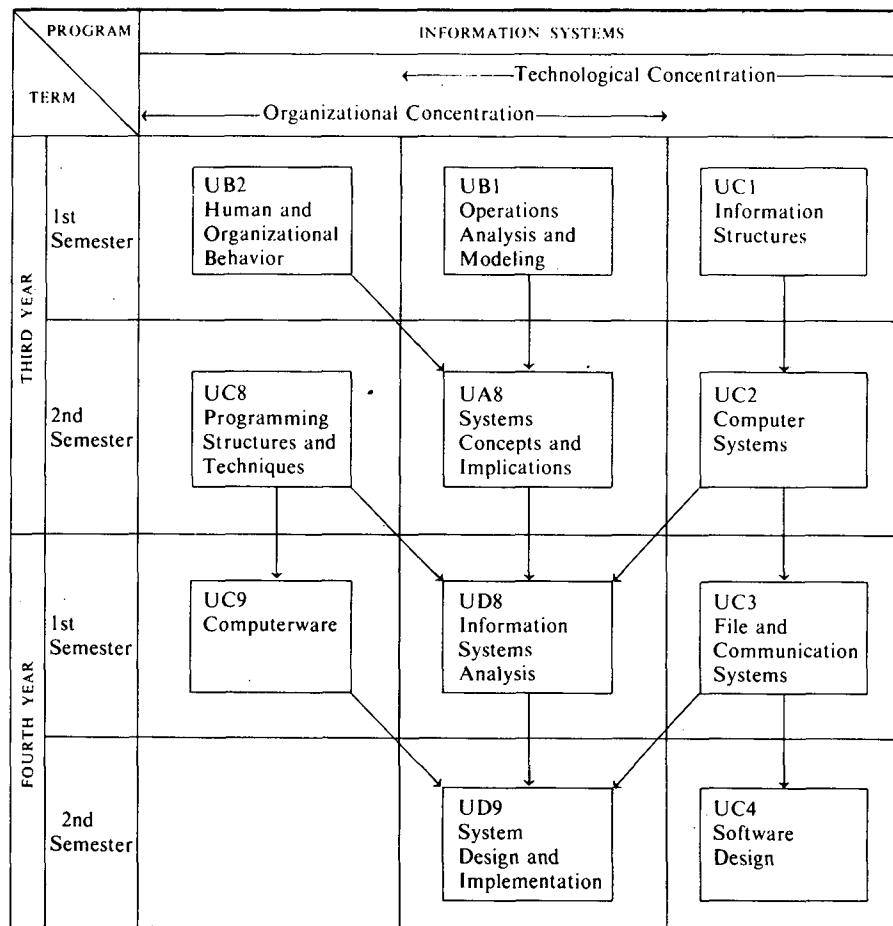 PROGRAM
INFORMATION SYSTEMS
Technological Concentration
TERM
Organizational Concentration
THIRD YEAR
1st
Semester
UB2
Human and
Organizational
Behavior
UB1
Operations
Analysis and
Modeling
UC1
Information
Structures
2nd
Semester
UC8
Programming
Structures and
Techniques
UA8
Systems
Concepts and
Implications
UC2
Computer
Systems
FOURTH YEAR
1st
Semester
UC9
Computerware
UD8
Information
Systems
Analysis
UC3
File and
Communication
Systems
2nd
Semester
UD9
System
Design and
Implementation
UC4
Software
Design